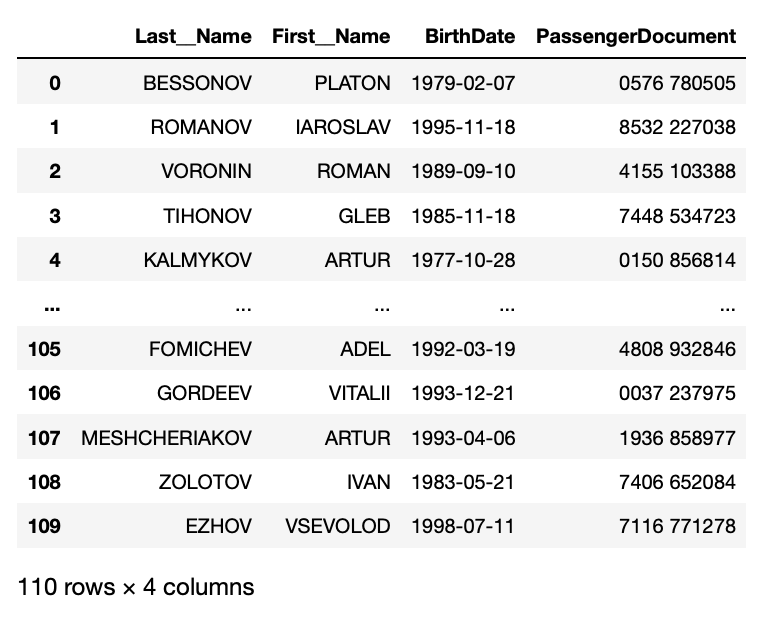 Last__Name First__Name BirthDate PassengerDocument
0 BESSONOV PLATON 1979-02-07 0576 780505
1 ROMANOV IAROSLAV 1995-11-18 8532 227038
2 VORONIN ROMAN 1989-09-10 4155 103388
3 TIHONOV GLEB 1985-11-18 7448 534723
4 KALMYKOV ARTUR 1977-10-28 0150 856814
... ... ... ... ...
105 FOMICHEV ADEL 1992-03-19 4808 932846
106 GORDEEV VITALII 1993-12-21 0037 237975
107 MESHCHERIAKOV ARTUR 1993-04-06 1936 858977
108 ZOLOTOV IVAN 1983-05-21 7406 652084
109 EZHOV VSEVOLOD 1998-07-11 7116 771278
110 rows × 4 columns